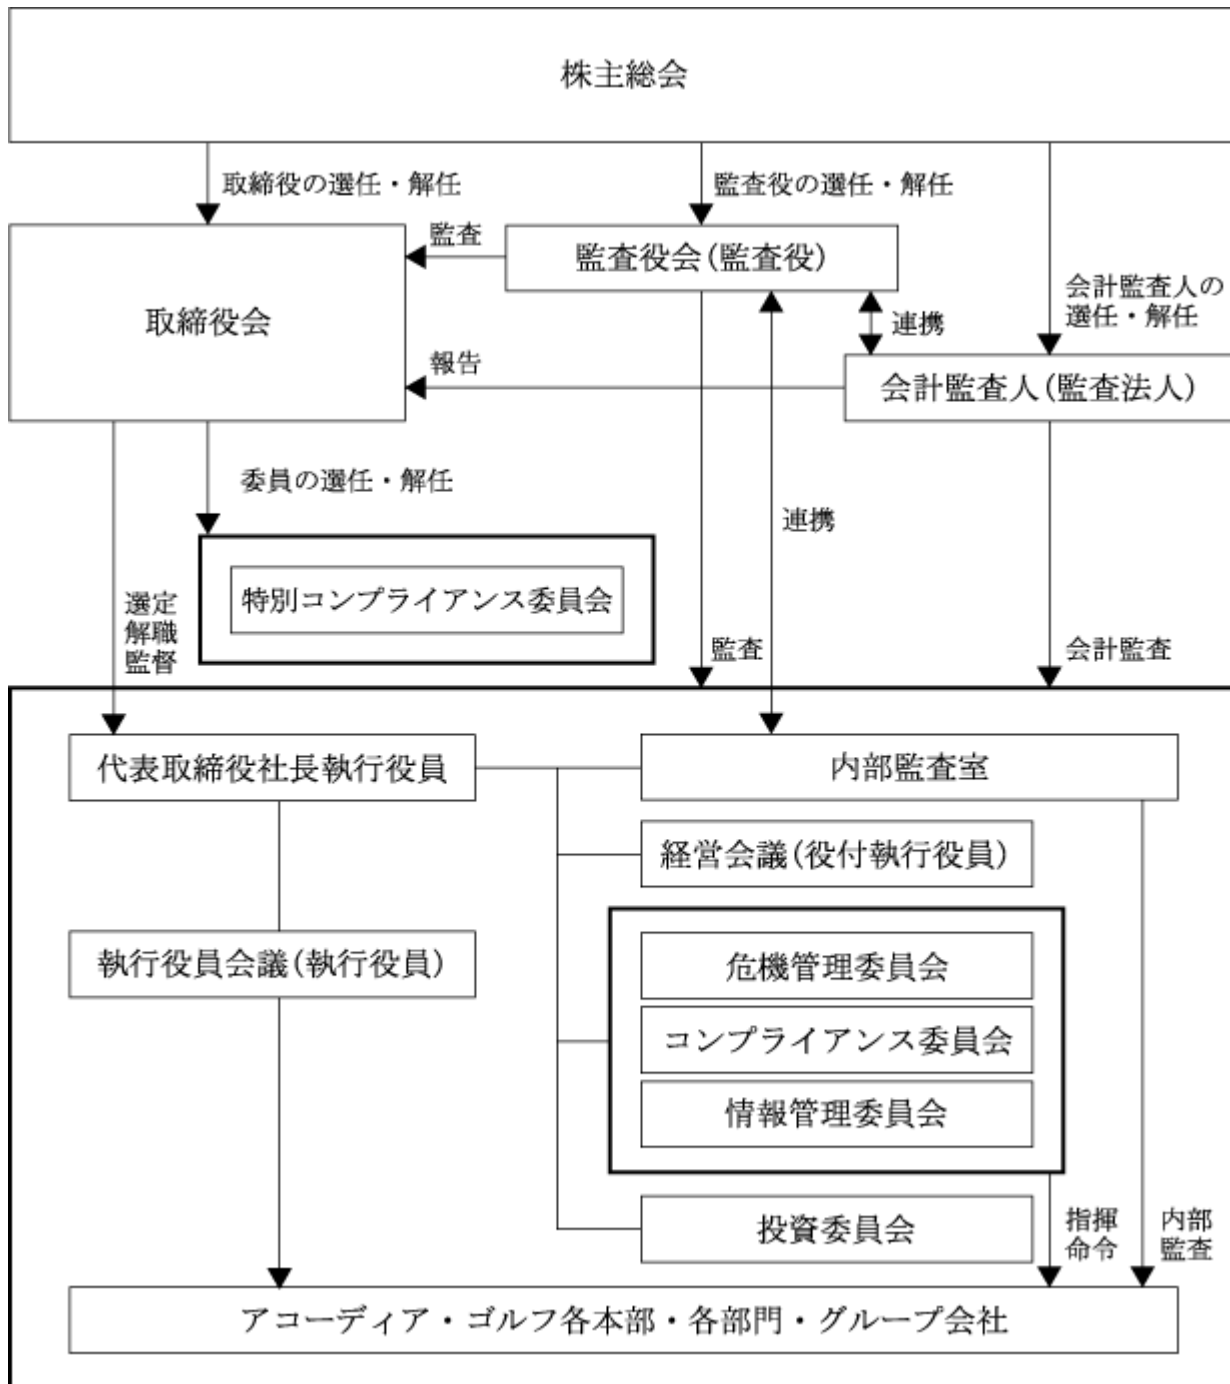 株主総会
取締役の選任・解任
監査役の選任・解任
監査
監査役会(監査役)
会計監査人の
選任・解任
取締役会
連携
報告
会計監査人(監査法人)
委員の選任・解任
連携
特別コンプライアンス委員会
選定
解職
監督
監査
会計監査
代表取締役社長執行役員
内部監査室
経営会議(役付執行役員)
執行役員会議(執行役員)
危機管理委員会
コンプライアンス委員会
情報管理委員会
投資委員会
指揮
命令
内部
監査
アコーディア・ゴルフ各本部・各部門・グループ会社